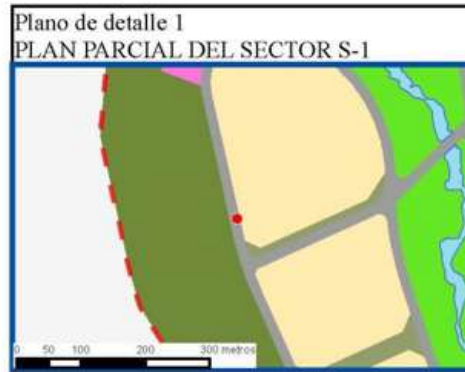 Plano de detalle 1
PLAN PARCIAL DEL SECTOR S-1
0 50 100 200 300 metros